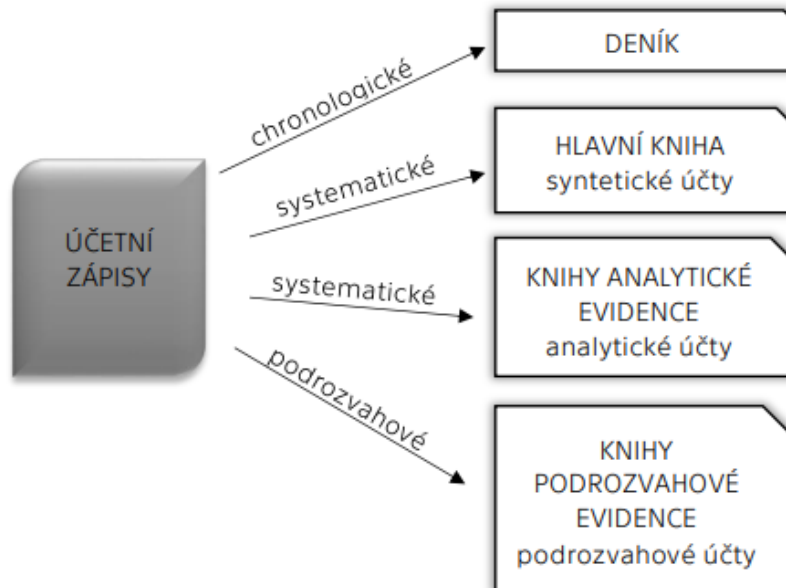 ÚČETNÍ
ZÁPISY
chronologické
DENÍK
systematické
HLAVNÍ KNIHA
syntetické účty
systematické
KNIHY ANALYTICKÉ
EVIDENCE
analytické účty
podrozvahové
KNIHY
PODROZVAHOVÉ
EVIDENCE
podrozvahové účty